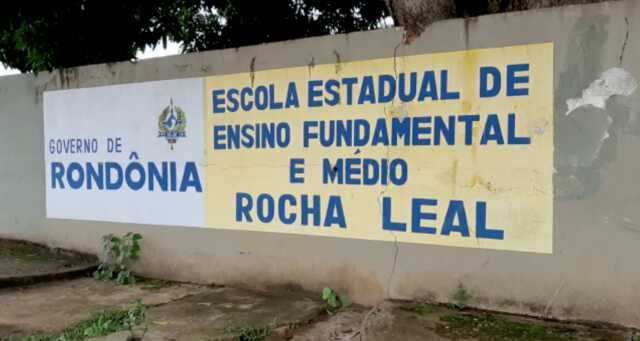 GOVERNO DE
RONDÔNIA
ESCOLA ESTADUAL DE
ENSINO FUNDAMENTAL
E MÉDIO
ROCHA LEAL